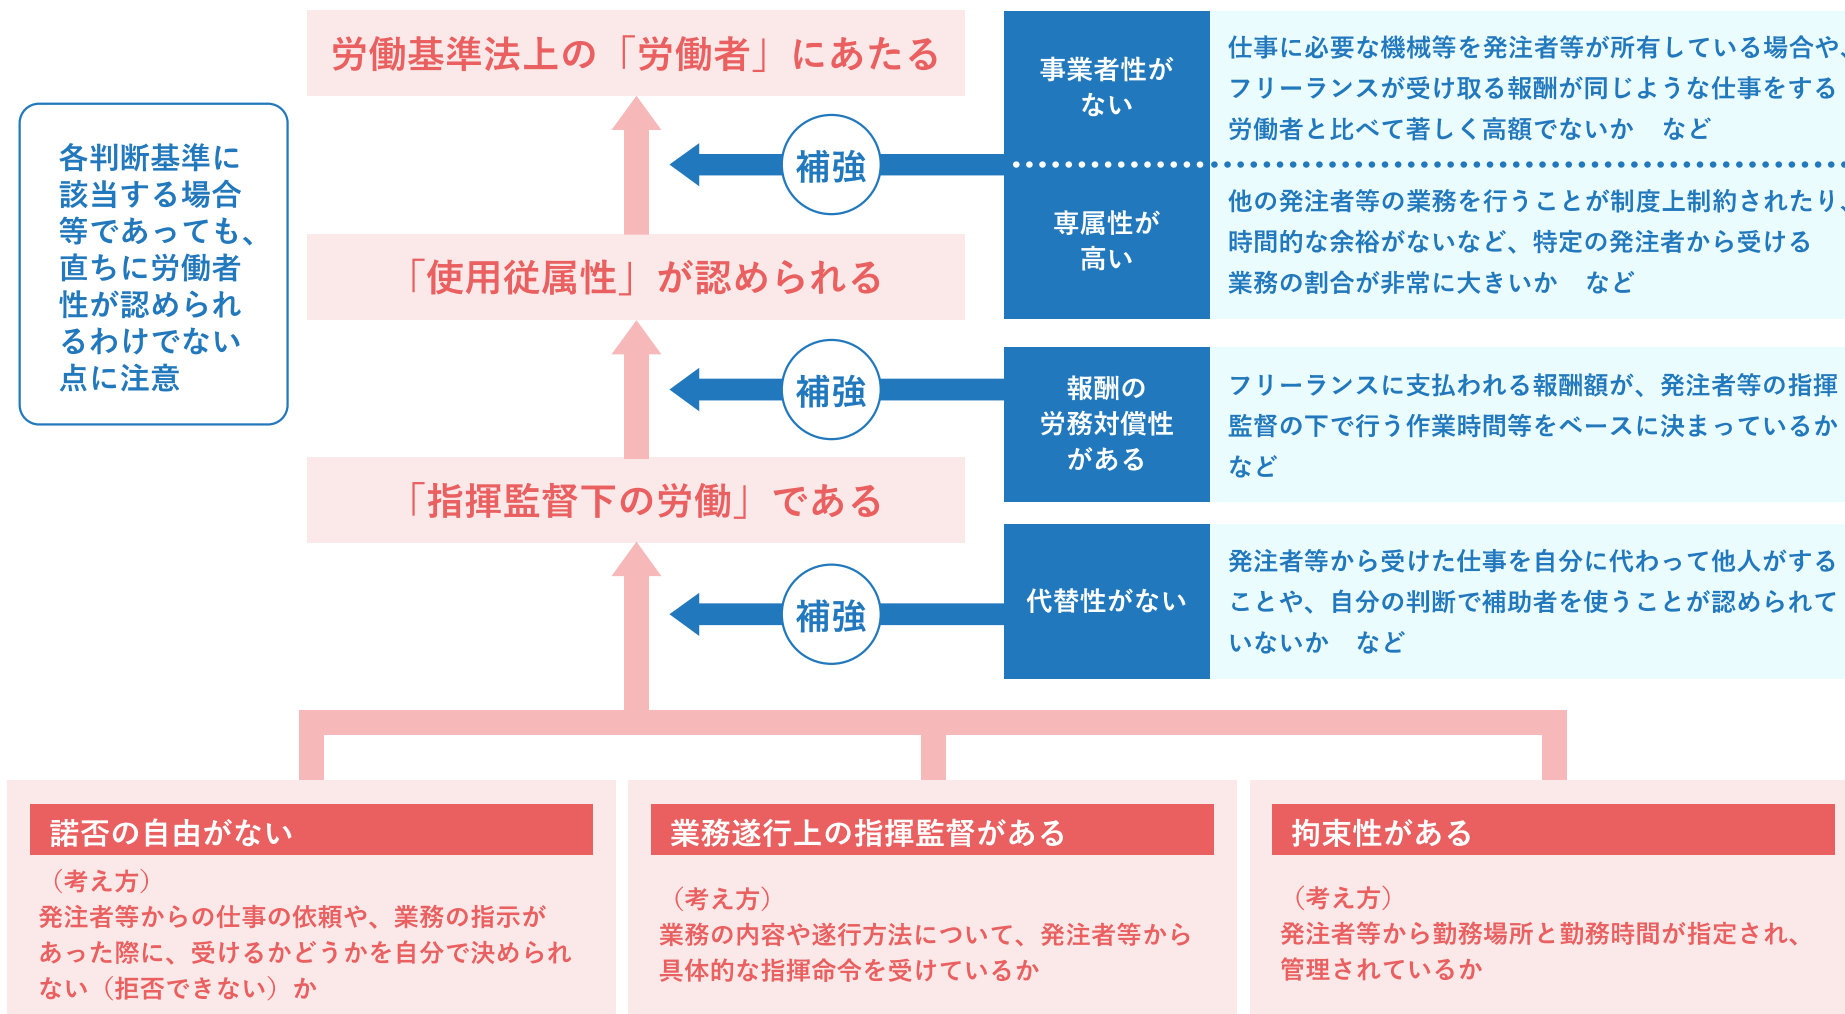 労働基準法上の「労働者」にあたる
各判断基準に
該当する場合
等であっても、
直ちに労働者
性が認められ
るわけでない
点に注意
補強
事業者性が
ない
仕事に必要な機械等を発注者等が所有している場合や、
フリーランスが受け取る報酬が同じような仕事をする
労働者と比べて著しく高額でないか　など
専属性が
高い
他の発注者等の業務を行うことが制度上制約されたり、
時間的な余裕がないなど、特定の発注者から受ける
業務の割合が非常に大きいか　など
「使用従属性」が認められる
補強
報酬の
労務対償性
がある
フリーランスに支払われる報酬額が、発注者等の指揮
監督の下で行う作業時間等をベースに決まっているか
など
「指揮監督下の労働」である
補強
代替性がない
発注者等から受けた仕事を自分に代わって他人がする
ことや、自分の判断で補助者を使うことが認められて
いないか　など
諾否の自由がない
（考え方）
発注者等からの仕事の依頼や、業務の指示が
あった際に、受けるかどうかを自分で決められ
ない（拒否できない）か
業務遂行上の指揮監督がある
（考え方）
業務の内容や遂行方法について、発注者等から
具体的な指揮命令を受けているか
拘束性がある
（考え方）
発注者等から勤務場所と勤務時間が指定され、
管理されているか